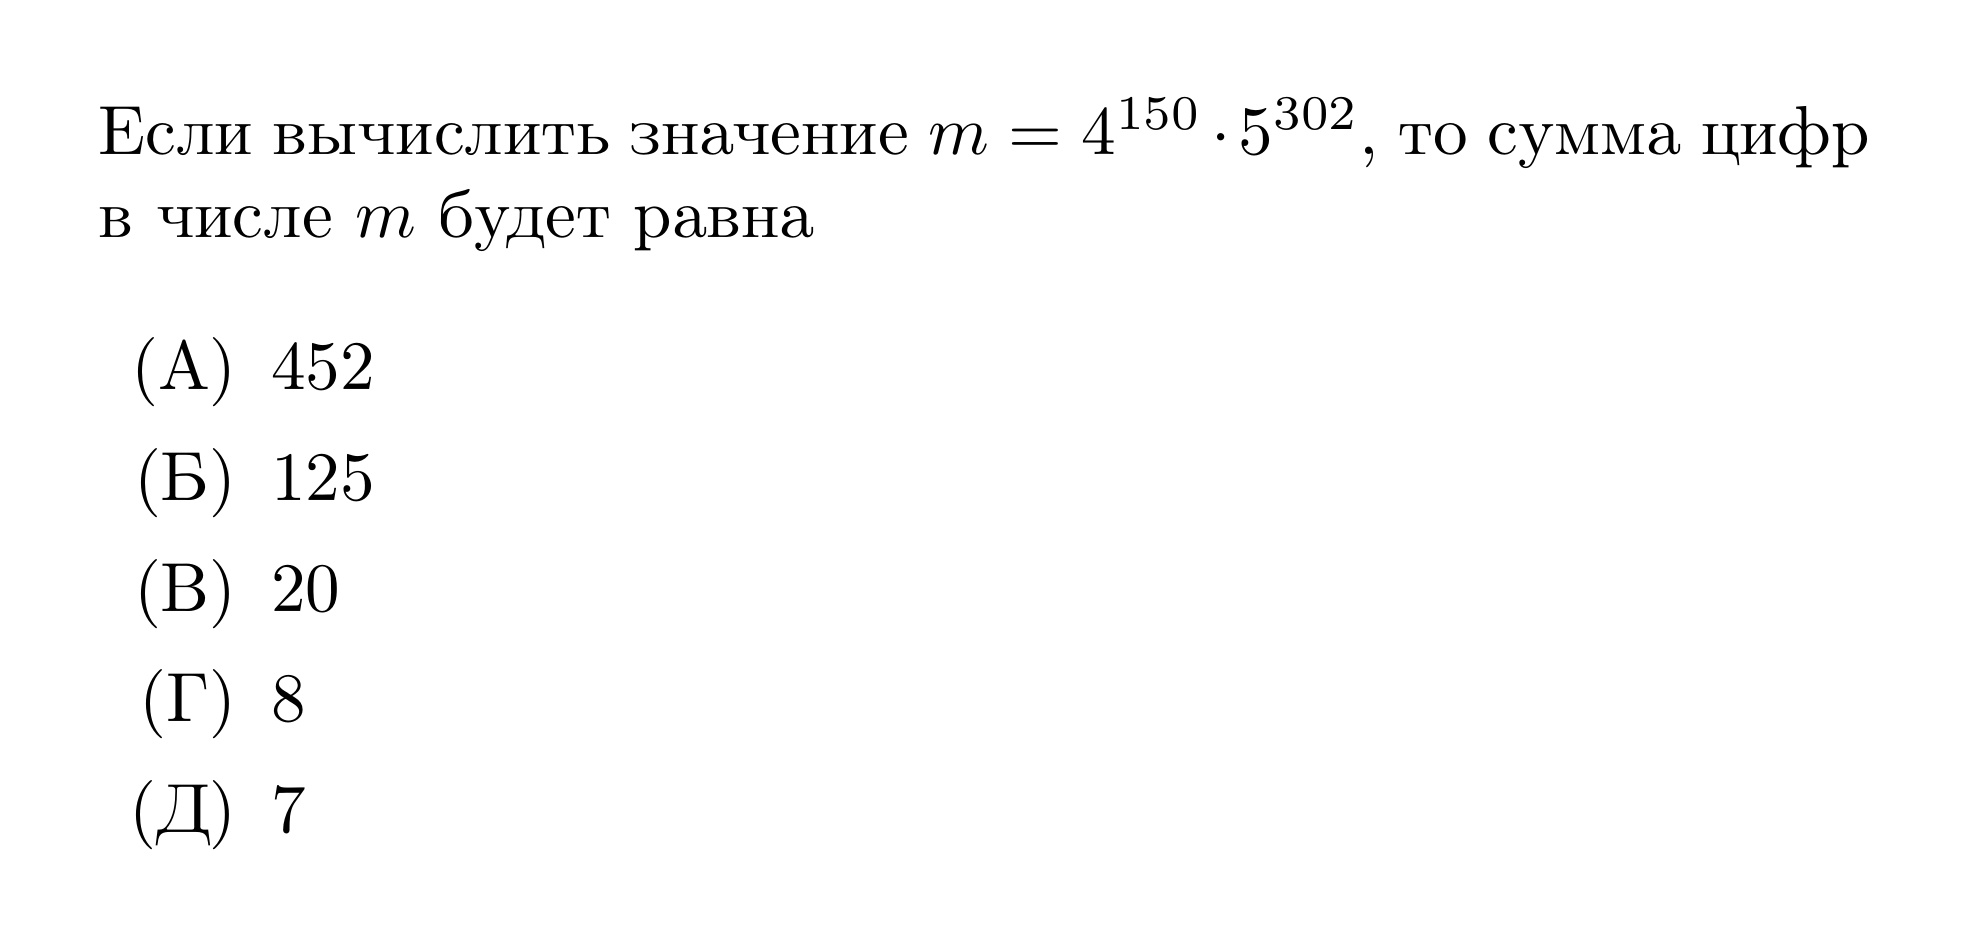 Если вычислить значение $m = 4^{150} \cdot 5^{302}$, то сумма цифр
в числе $m$ будет равна
(А) 452
(Б) 125
(В) 20
(Г) 8
(Д) 7